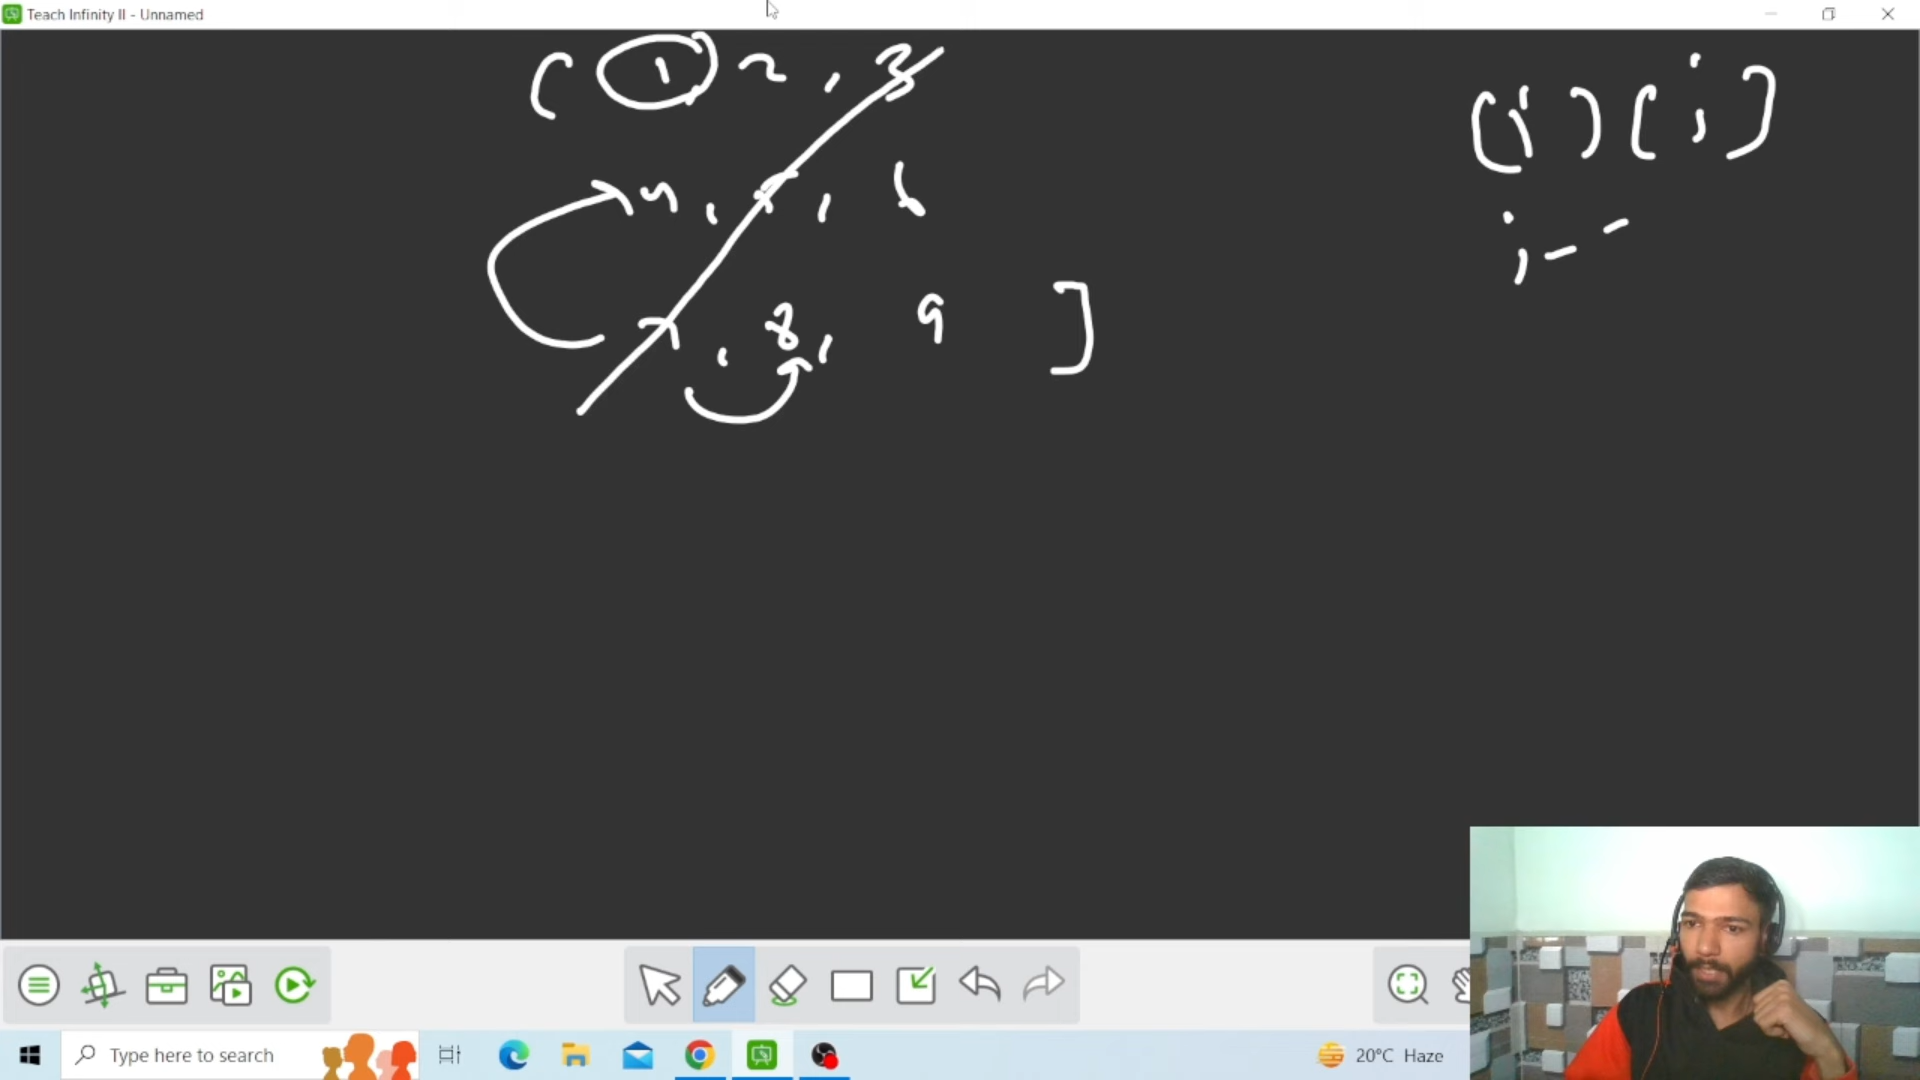 Teach Infinity II - Unnamed
( 1 2 , 3
4 , 5 , 6
7 , 8 , 9 ]
(i)(j]
i--
Type here to search
20°C Haze